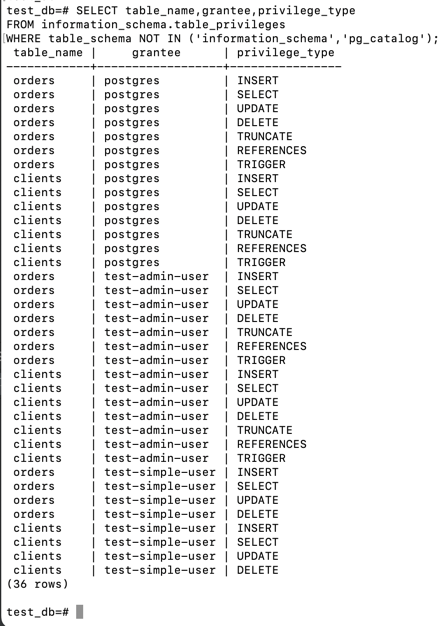 test_db=# SELECT table_name,grantee,privilege_type
FROM information_schema.table_privileges
WHERE table_schema NOT IN ('information_schema','pg_catalog');
 table_name |     grantee      | privilege_type
------------+------------------+----------------
 orders     | postgres         | INSERT
 orders     | postgres         | SELECT
 orders     | postgres         | UPDATE
 orders     | postgres         | DELETE
 orders     | postgres         | TRUNCATE
 orders     | postgres         | REFERENCES
 orders     | postgres         | TRIGGER
 clients    | postgres         | INSERT
 clients    | postgres         | SELECT
 clients    | postgres         | UPDATE
 clients    | postgres         | DELETE
 clients    | postgres         | TRUNCATE
 clients    | postgres         | REFERENCES
 clients    | postgres         | TRIGGER
 orders     | test-admin-user  | INSERT
 orders     | test-admin-user  | SELECT
 orders     | test-admin-user  | UPDATE
 orders     | test-admin-user  | DELETE
 orders     | test-admin-user  | TRUNCATE
 orders     | test-admin-user  | REFERENCES
 orders     | test-admin-user  | TRIGGER
 clients    | test-admin-user  | INSERT
 clients    | test-admin-user  | SELECT
 clients    | test-admin-user  | UPDATE
 clients    | test-admin-user  | DELETE
 clients    | test-admin-user  | TRUNCATE
 clients    | test-admin-user  | REFERENCES
 clients    | test-admin-user  | TRIGGER
 orders     | test-simple-user | INSERT
 orders     | test-simple-user | SELECT
 orders     | test-simple-user | UPDATE
 orders     | test-simple-user | DELETE
 clients    | test-simple-user | INSERT
 clients    | test-simple-user | SELECT
 clients    | test-simple-user | UPDATE
 clients    | test-simple-user | DELETE
(36 rows)
test_db=#